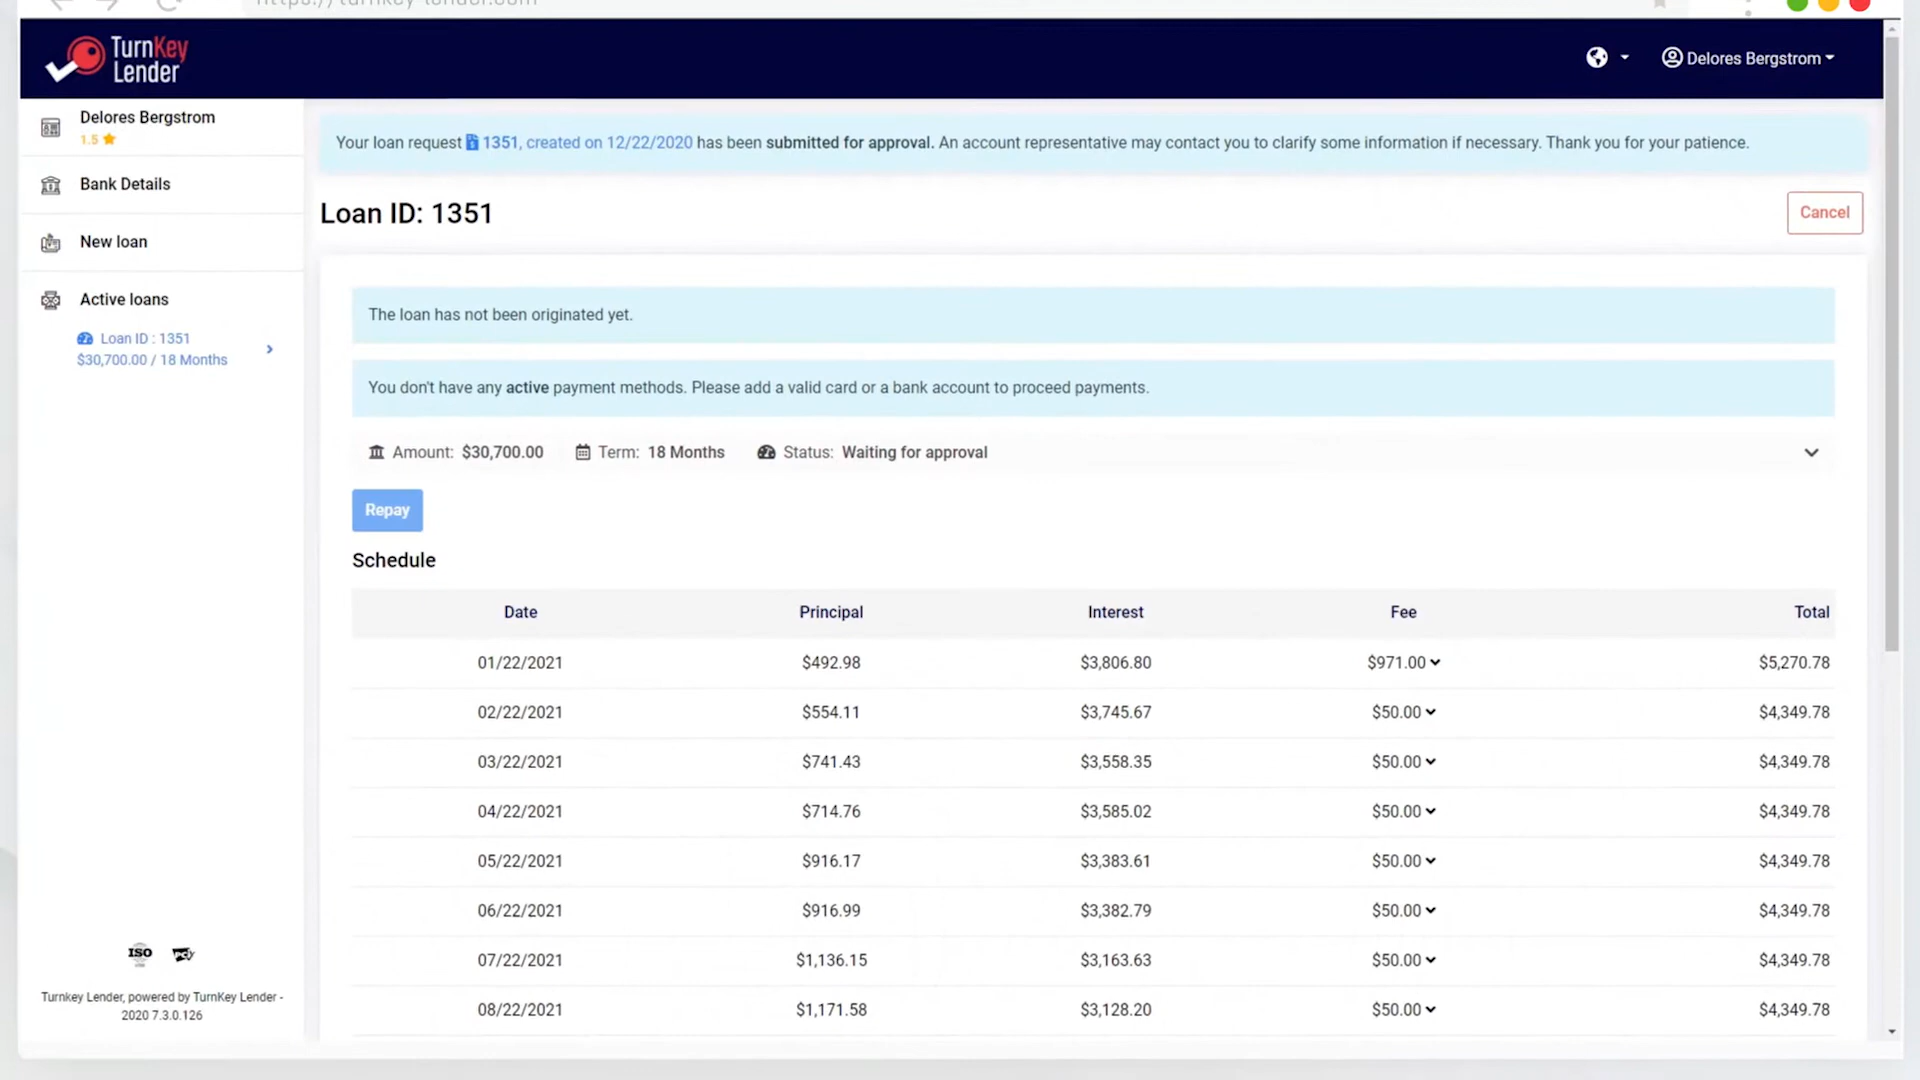 https://turnkey-lender.com
TurnKey
Lender
Delores Bergstrom
Delores Bergstrom
1.5
Bank Details
New loan
Active loans
Loan ID : 1351
$30,700.00 / 18 Months
ISO
PCI
Turnkey Lender, powered by TurnKey Lender -
2020 7.3.0.126
Your loan request 1351, created on 12/22/2020 has been submitted for approval. An account representative may contact you to clarify some information if necessary. Thank you for your patience.
Loan ID: 1351
Cancel
The loan has not been originated yet.
You don't have any active payment methods. Please add a valid card or a bank account to proceed payments.
Amount: $30,700.00 Term: 18 Months Status: Waiting for approval
Repay
Schedule
Date Principal Interest Fee Total
01/22/2021 $492.98 $3,806.80 $971.00 $5,270.78
02/22/2021 $554.11 $3,745.67 $50.00 $4,349.78
03/22/2021 $741.43 $3,558.35 $50.00 $4,349.78
04/22/2021 $714.76 $3,585.02 $50.00 $4,349.78
05/22/2021 $916.17 $3,383.61 $50.00 $4,349.78
06/22/2021 $916.99 $3,382.79 $50.00 $4,349.78
07/22/2021 $1,136.15 $3,163.63 $50.00 $4,349.78
08/22/2021 $1,171.58 $3,128.20 $50.00 $4,349.78